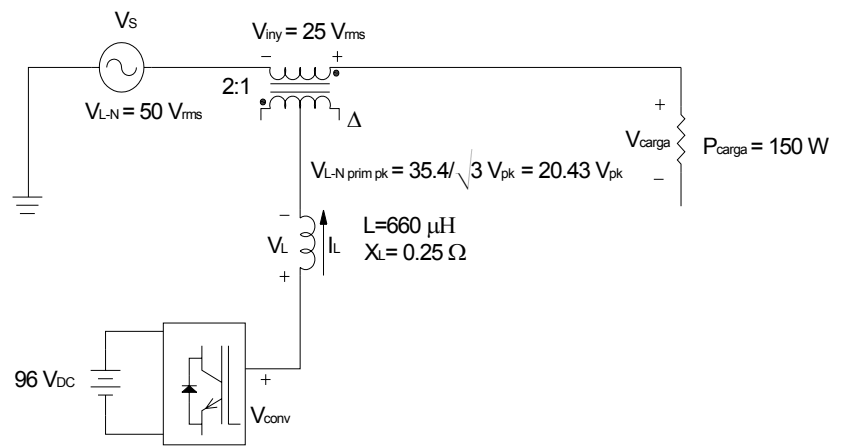 VS
Viny = 25 Vrms
− +
2:1
VL-N = 50 Vrms
Δ
+
Vcarga
−
Pcarga = 150 W
VL-N prim pk = 35.4/√3 Vpk = 20.43 Vpk
−
VL
+
IL
L=660 μH
XL= 0.25 Ω
96 VDC
+
Vconv